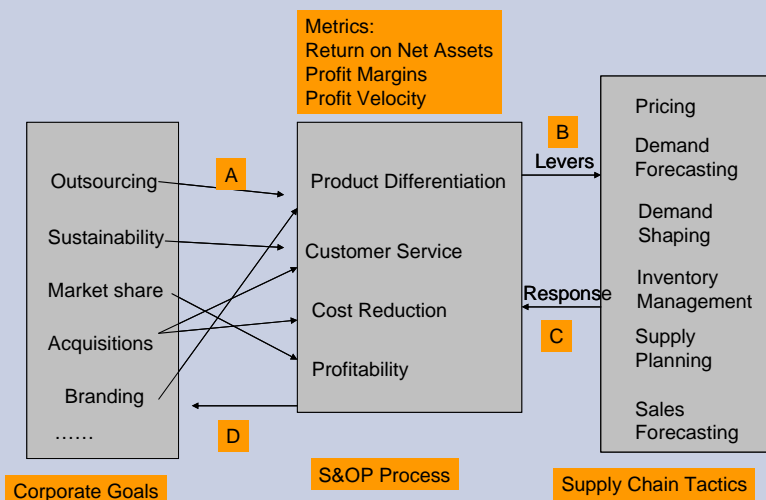 Metrics:
Return on Net Assets
Profit Margins
Profit Velocity
Outsourcing
Sustainability
Market share
Acquisitions
Branding
……
Corporate Goals
A
Product Differentiation
Customer Service
Cost Reduction
Profitability
D
S&OP Process
B
Levers
Response
C
Pricing
Demand
Forecasting
Demand
Shaping
Inventory
Management
Supply
Planning
Sales
Forecasting
Supply Chain Tactics